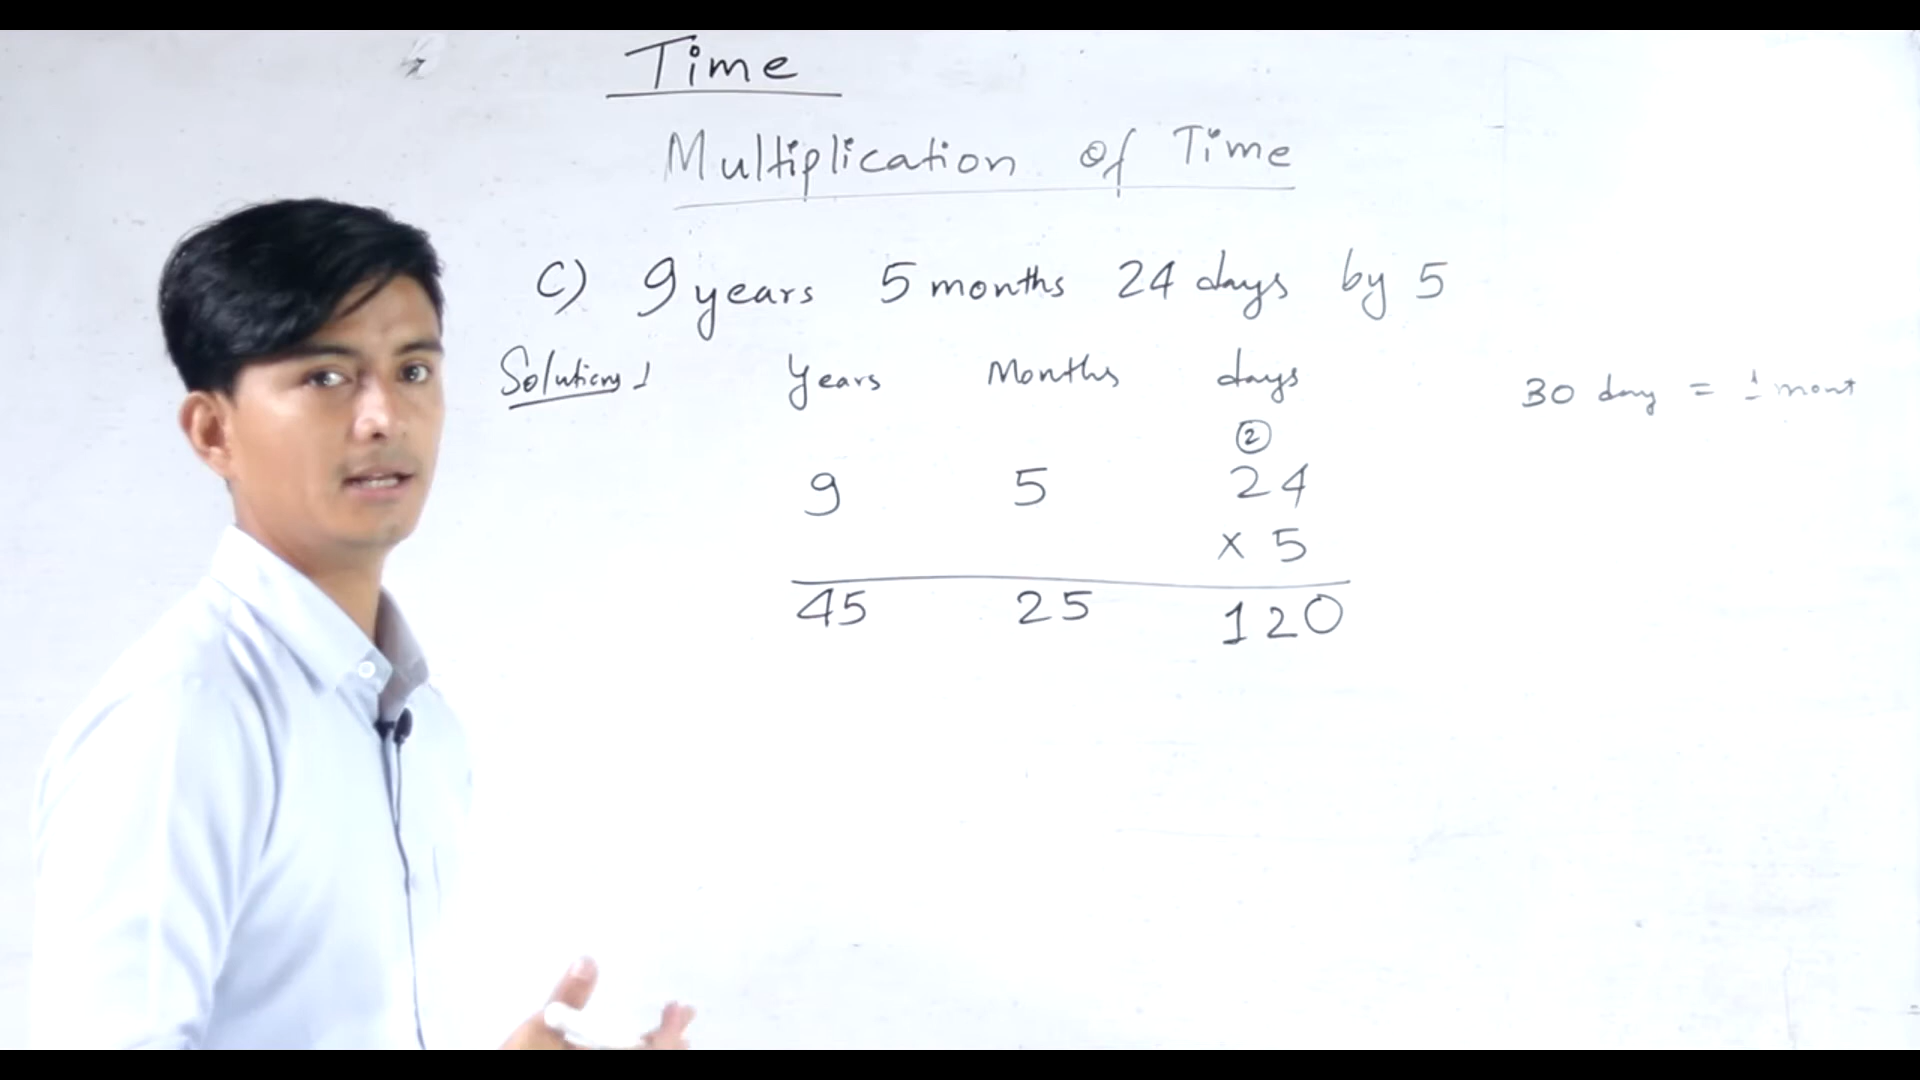 Time
Multiplication of Time
C) 9 years 5 months 24 days by 5
Years Months days
30 day = 1 mont
2
9 5 24
x 5
45 25 120